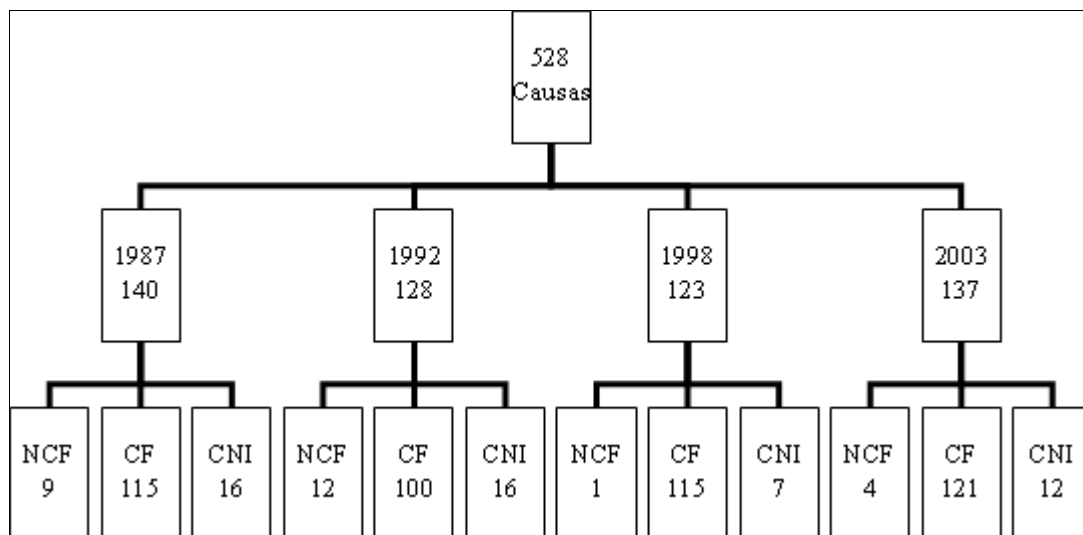 528
Causas
1987
140
1992
128
1998
123
2003
137
NCF
9
CF
115
CNI
16
NCF
12
CF
100
CNI
16
NCF
1
CF
115
CNI
7
NCF
4
CF
121
CNI
12